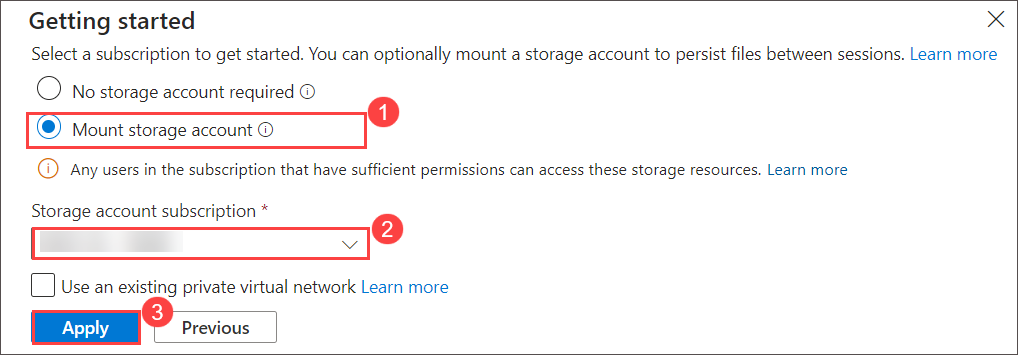 Getting started
Select a subscription to get started. You can optionally mount a storage account to persist files between sessions. Learn more
No storage account required
1
Mount storage account
Any users in the subscription that have sufficient permissions can access these storage resources. Learn more
Storage account subscription *
2
Use an existing private virtual network Learn more
3
Apply Previous